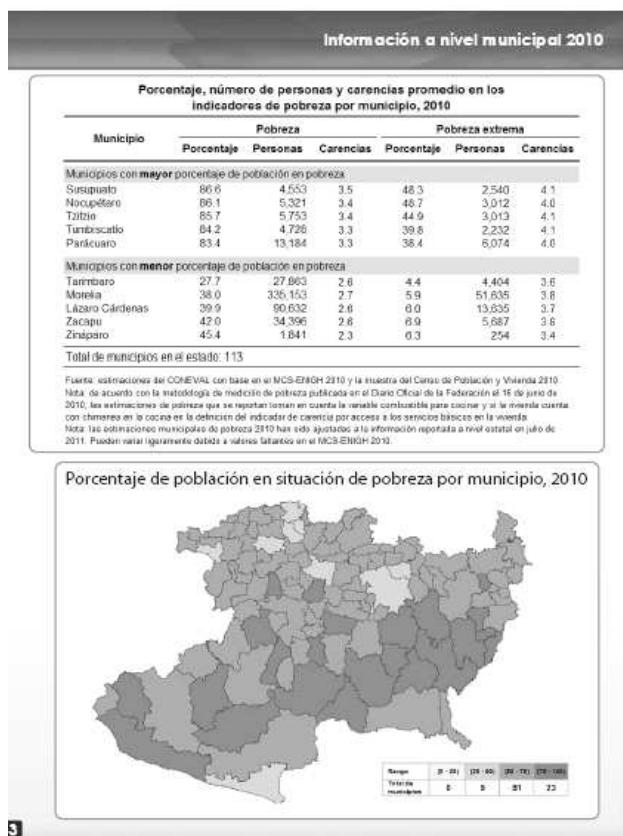 Información a nivel municipal 2010
Porcentaje, número de personas y carencias promedio en los
indicadores de pobreza por municipio, 2010
Municipio Pobreza Pobreza extrema
Porcentaje Personas Carencias Porcentaje Personas Carencias
Municipios con mayor porcentaje de población en pobreza
Susupuato 86.6 4,553 3.5 48.3 2,540 4.1
Nocupétaro 86.1 5,321 3.4 48.7 3,012 4.0
Tzitzio 85.7 5,753 3.4 44.9 3,013 4.1
Tumbiscatío 84.2 4,726 3.3 39.8 2,232 4.1
Parácuaro 83.4 13,184 3.3 38.4 6,074 4.0
Municipios con menor porcentaje de población en pobreza
Tarímbaro 27.7 27,863 2.6 4.4 4,404 3.6
Morelia 38.0 335,153 2.7 5.9 51,635 3.8
Lázaro Cárdenas 39.9 90,632 2.6 6.0 13,635 3.7
Zacapu 42.0 34,396 2.6 6.9 5,687 3.6
Zináparo 45.4 1,841 2.3 6.3 254 3.4
Total de municipios en el estado: 113
Fuente: estimaciones del CONEVAL con base en el MCS-ENIGH 2010 y la muestra del Censo de Población y Vivienda 2010.
Nota: de acuerdo con la metodología de medición de pobreza publicada en el Diario Oficial de la Federación el 16 de junio de
2010, las estimaciones de pobreza que se reportan toman en cuenta la variable combustible para cocinar y si la vivienda cuenta
con chimenea en la cocina en la definición del indicador de carencia por acceso a los servicios básicos en la vivienda.
Nota: las estimaciones municipales de pobreza 2010 han sido ajustadas a la información reportada a nivel estatal en julio de
2011. Pueden variar ligeramente debido a valores faltantes en el MCS-ENIGH 2010.
Porcentaje de población en situación de pobreza por municipio, 2010
Rango
Total de municipios 0 9 81 23
3